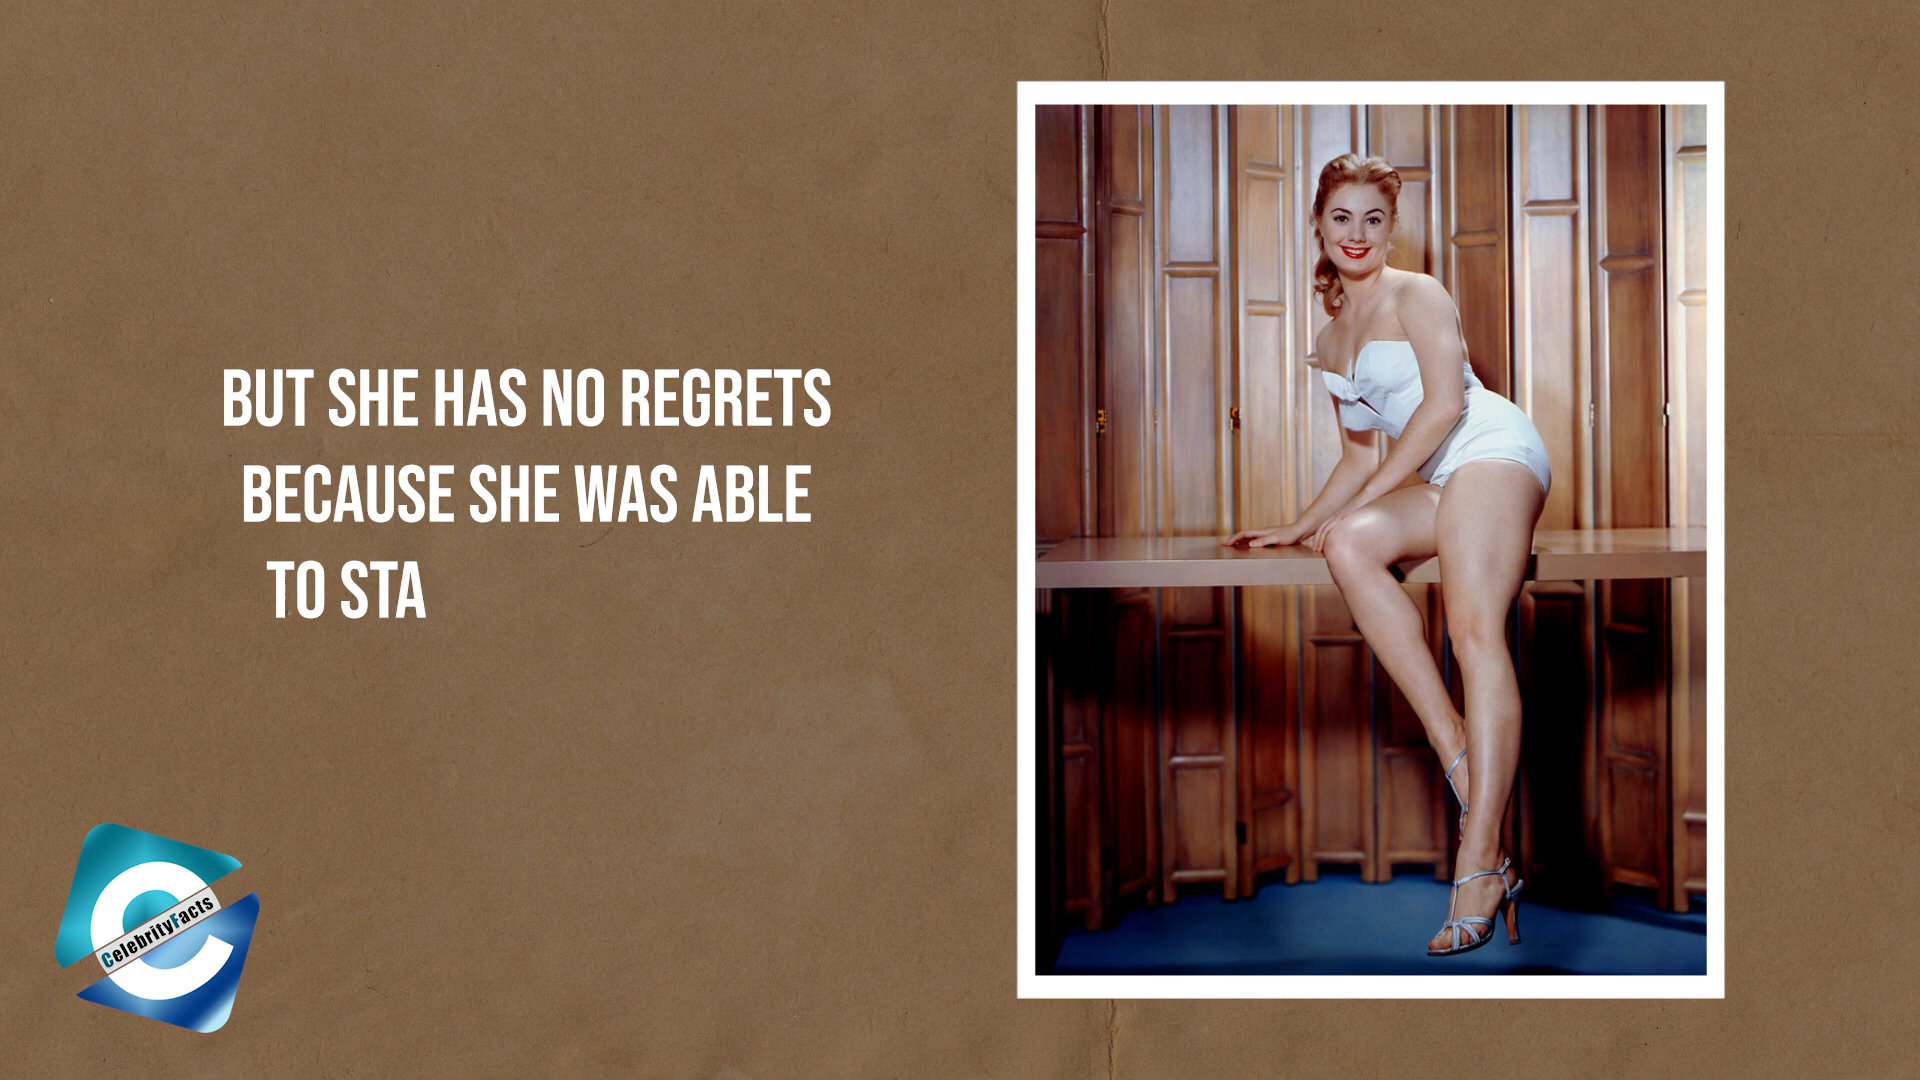 BUT SHE HAS NO REGRETS
BECAUSE SHE WAS ABLE
TO STA
CelebrityFacts